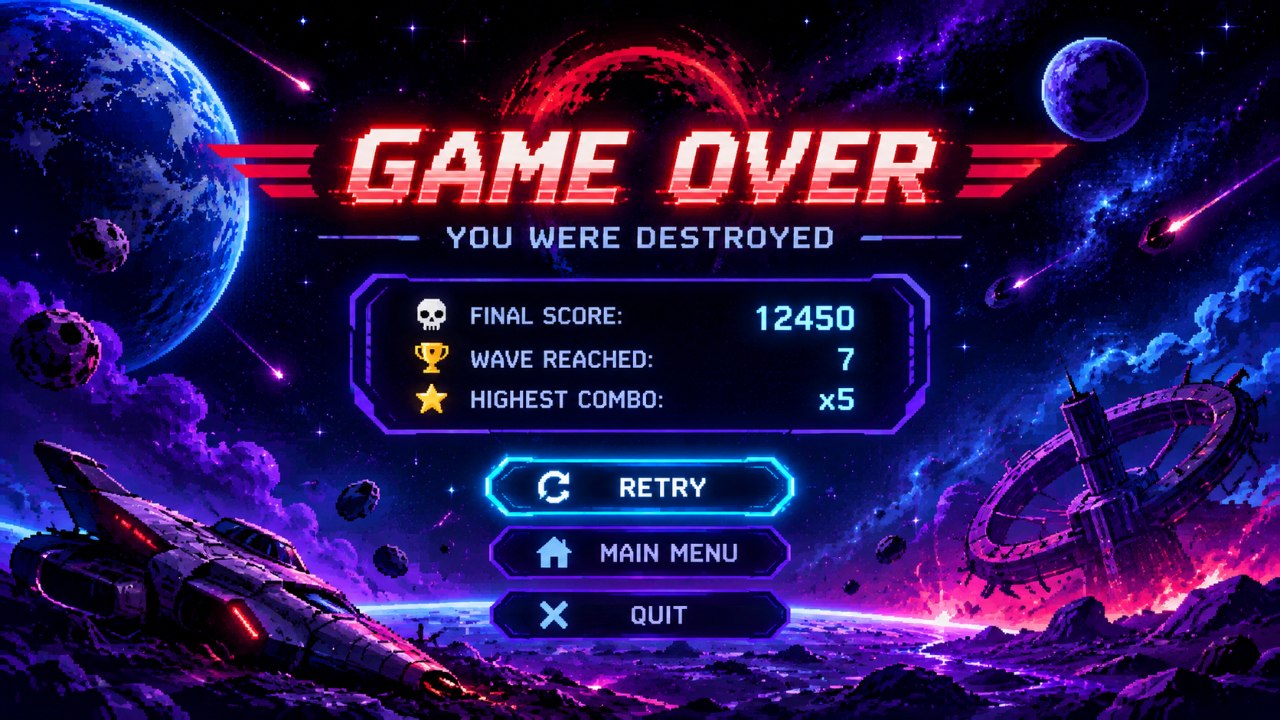 GAME OVER
YOU WERE DESTROYED
FINAL SCORE: 12450
WAVE REACHED: 7
HIGHEST COMBO: x5
RETRY
MAIN MENU
QUIT